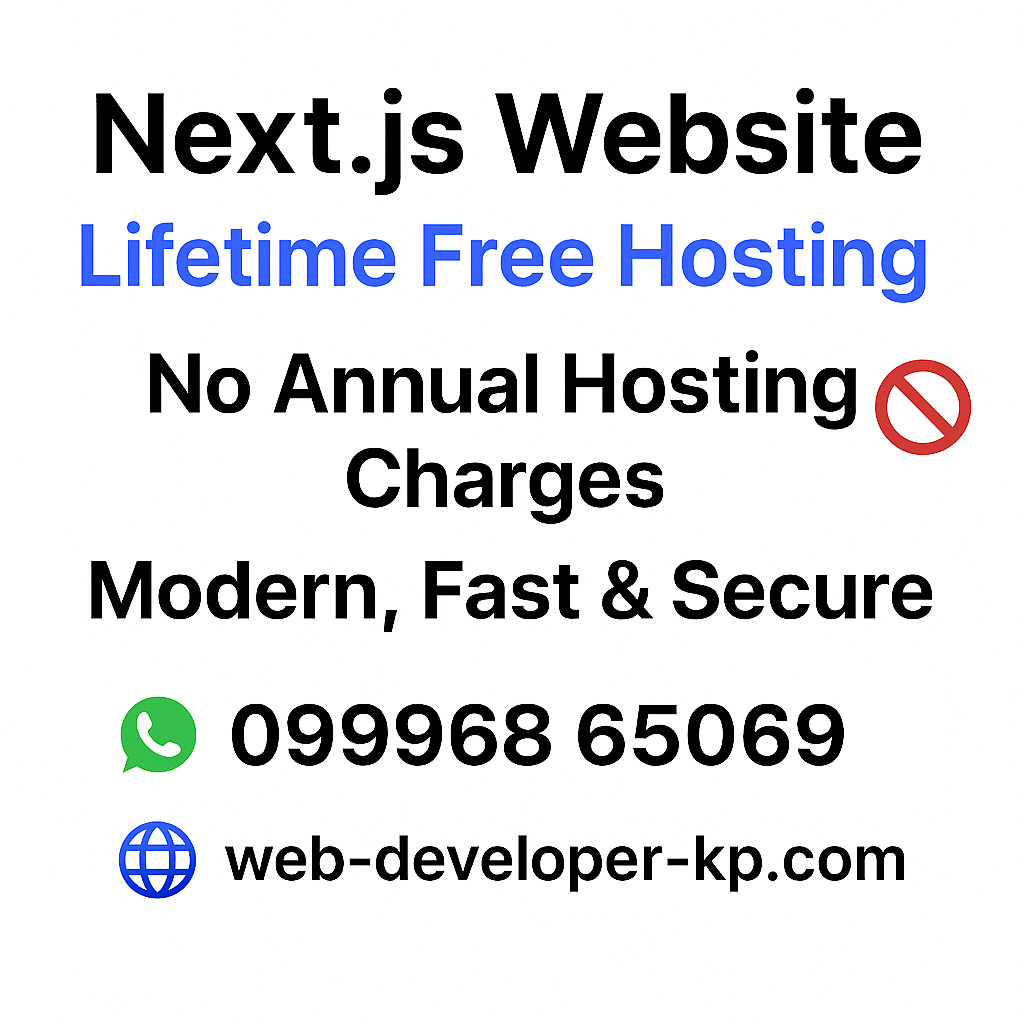 Next.js Website
Lifetime Free Hosting
No Annual Hosting
Charges
Modern, Fast & Secure
099968 65069
web-developer-kp.com